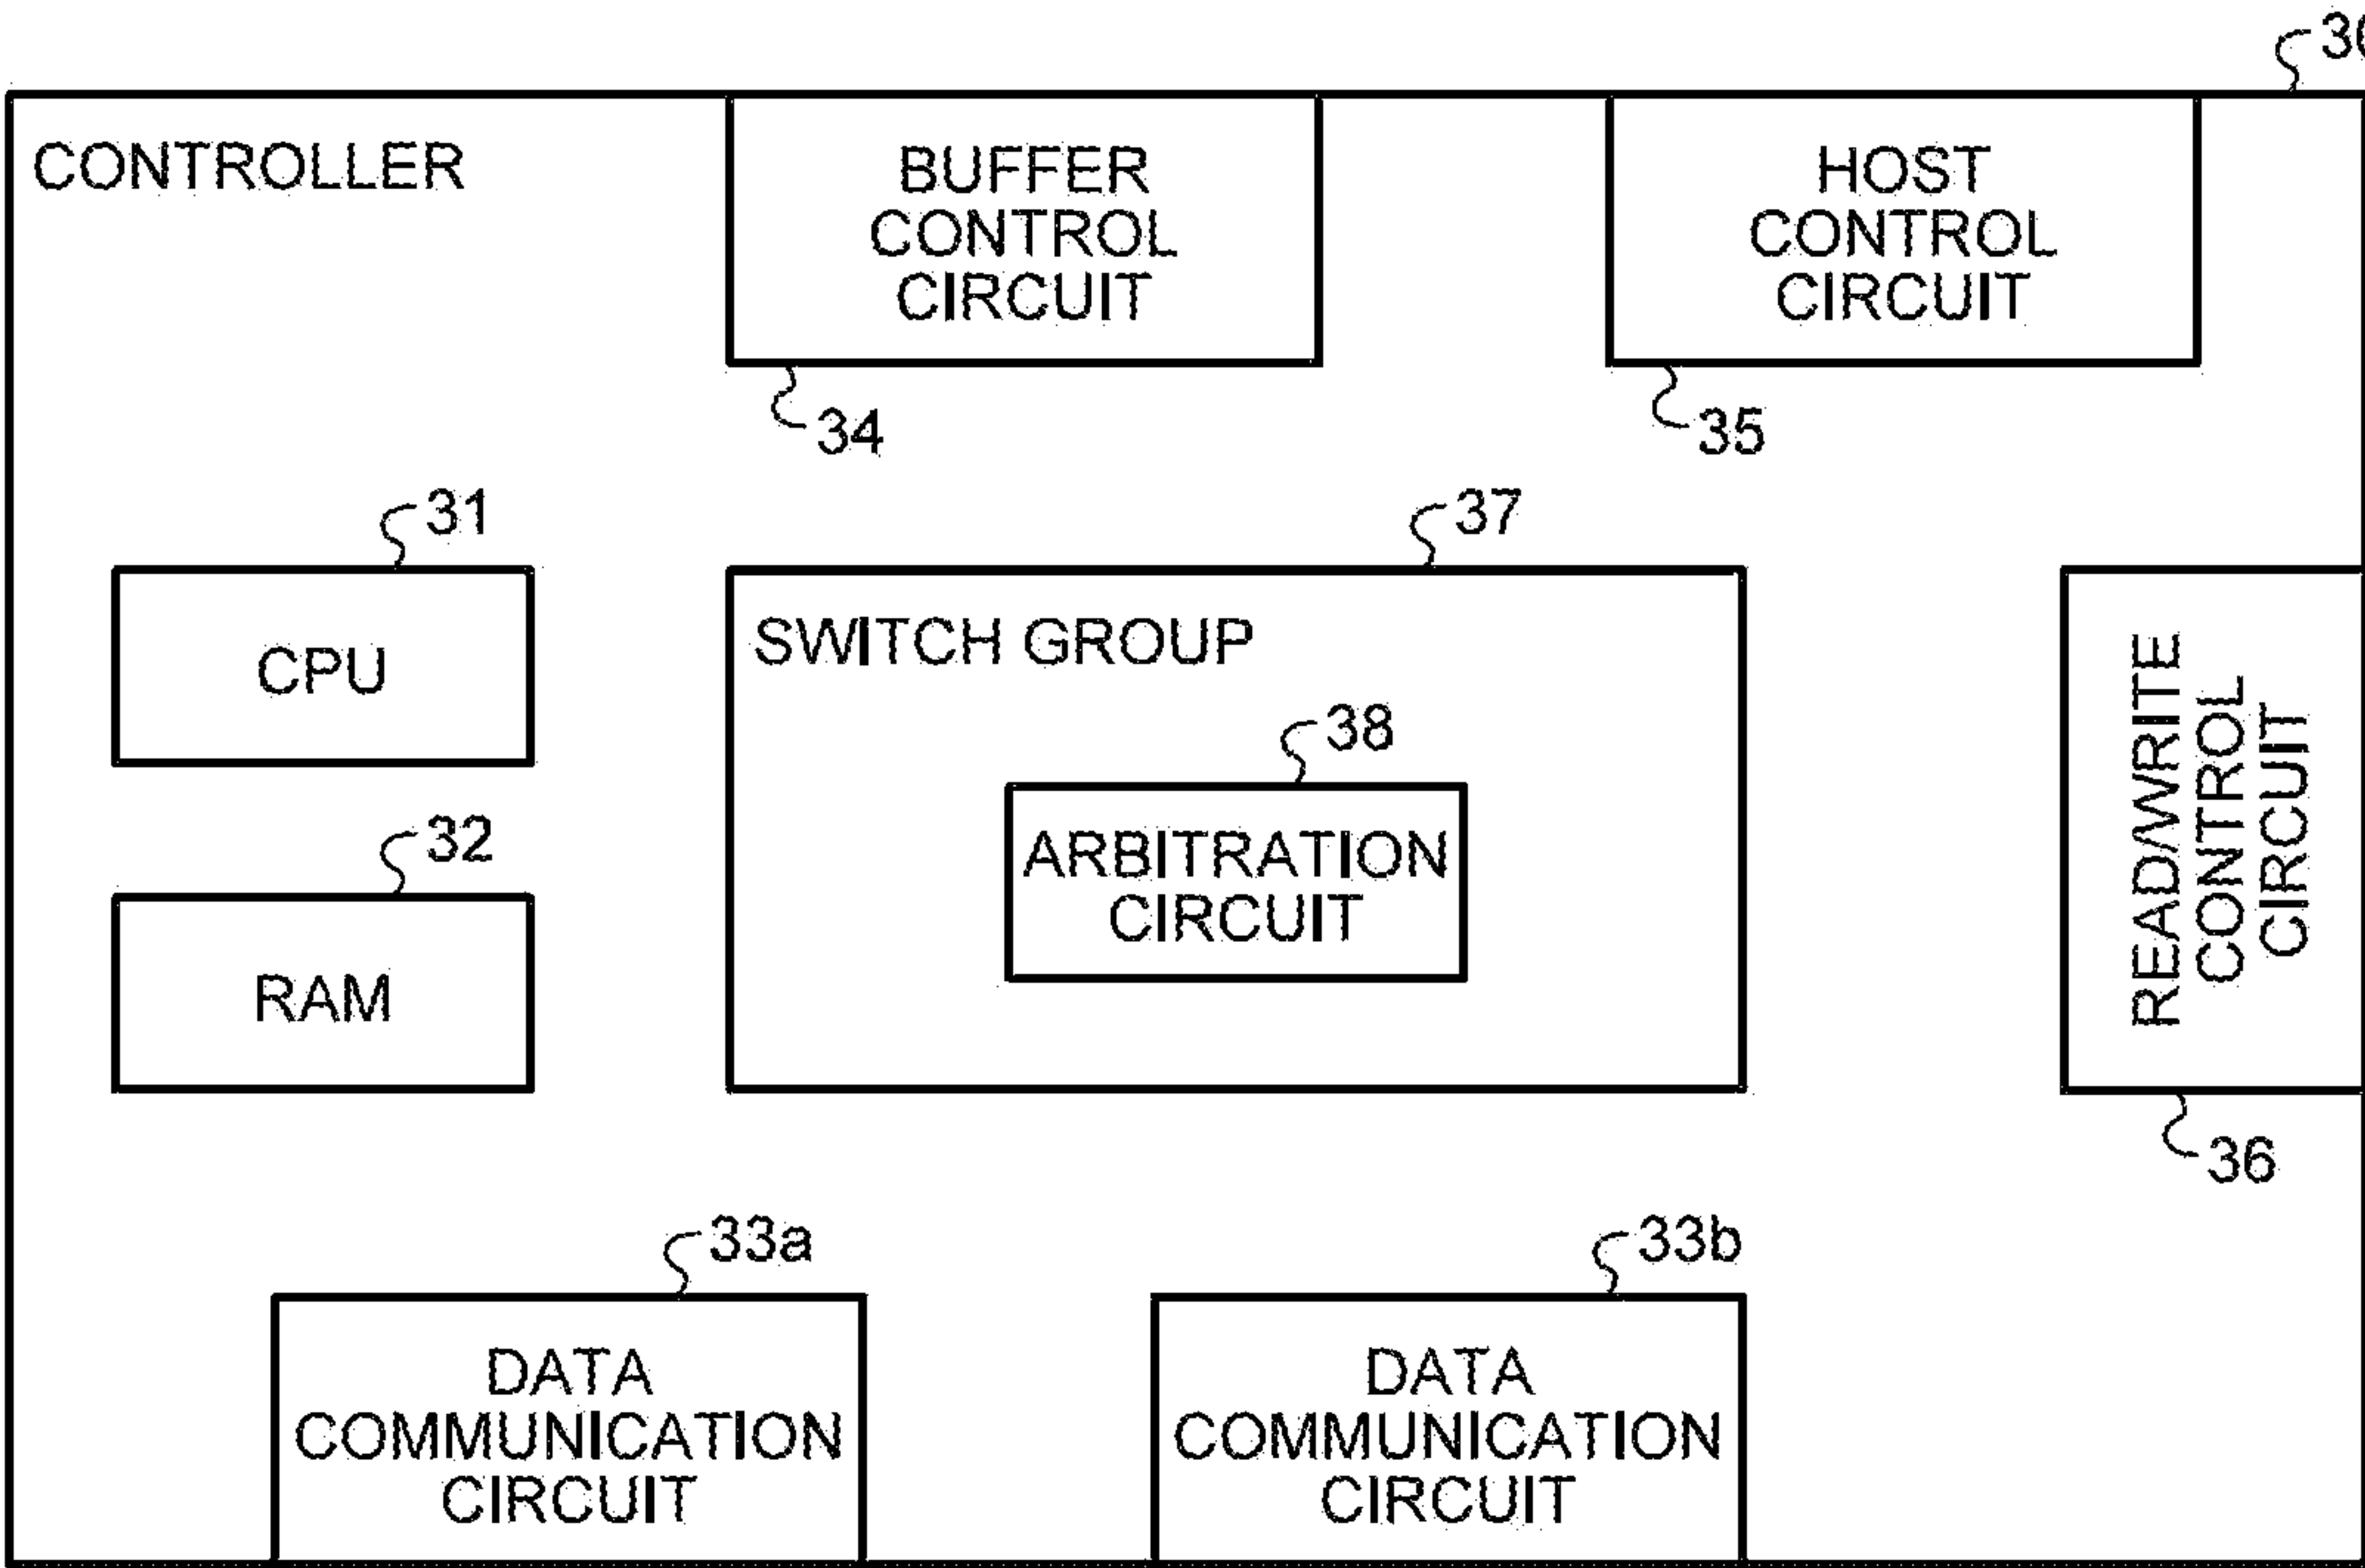 CONTROLLER
BUFFER
CONTROL
CIRCUIT
34
HOST
CONTROL
CIRCUIT
35
31
CPU
32
RAM
37
SWITCH GROUP
38
ARBITRATION
CIRCUIT
READ/WRITE
CONTROL
CIRCUIT
36
33a
DATA
COMMUNICATION
CIRCUIT
33b
DATA
COMMUNICATION
CIRCUIT